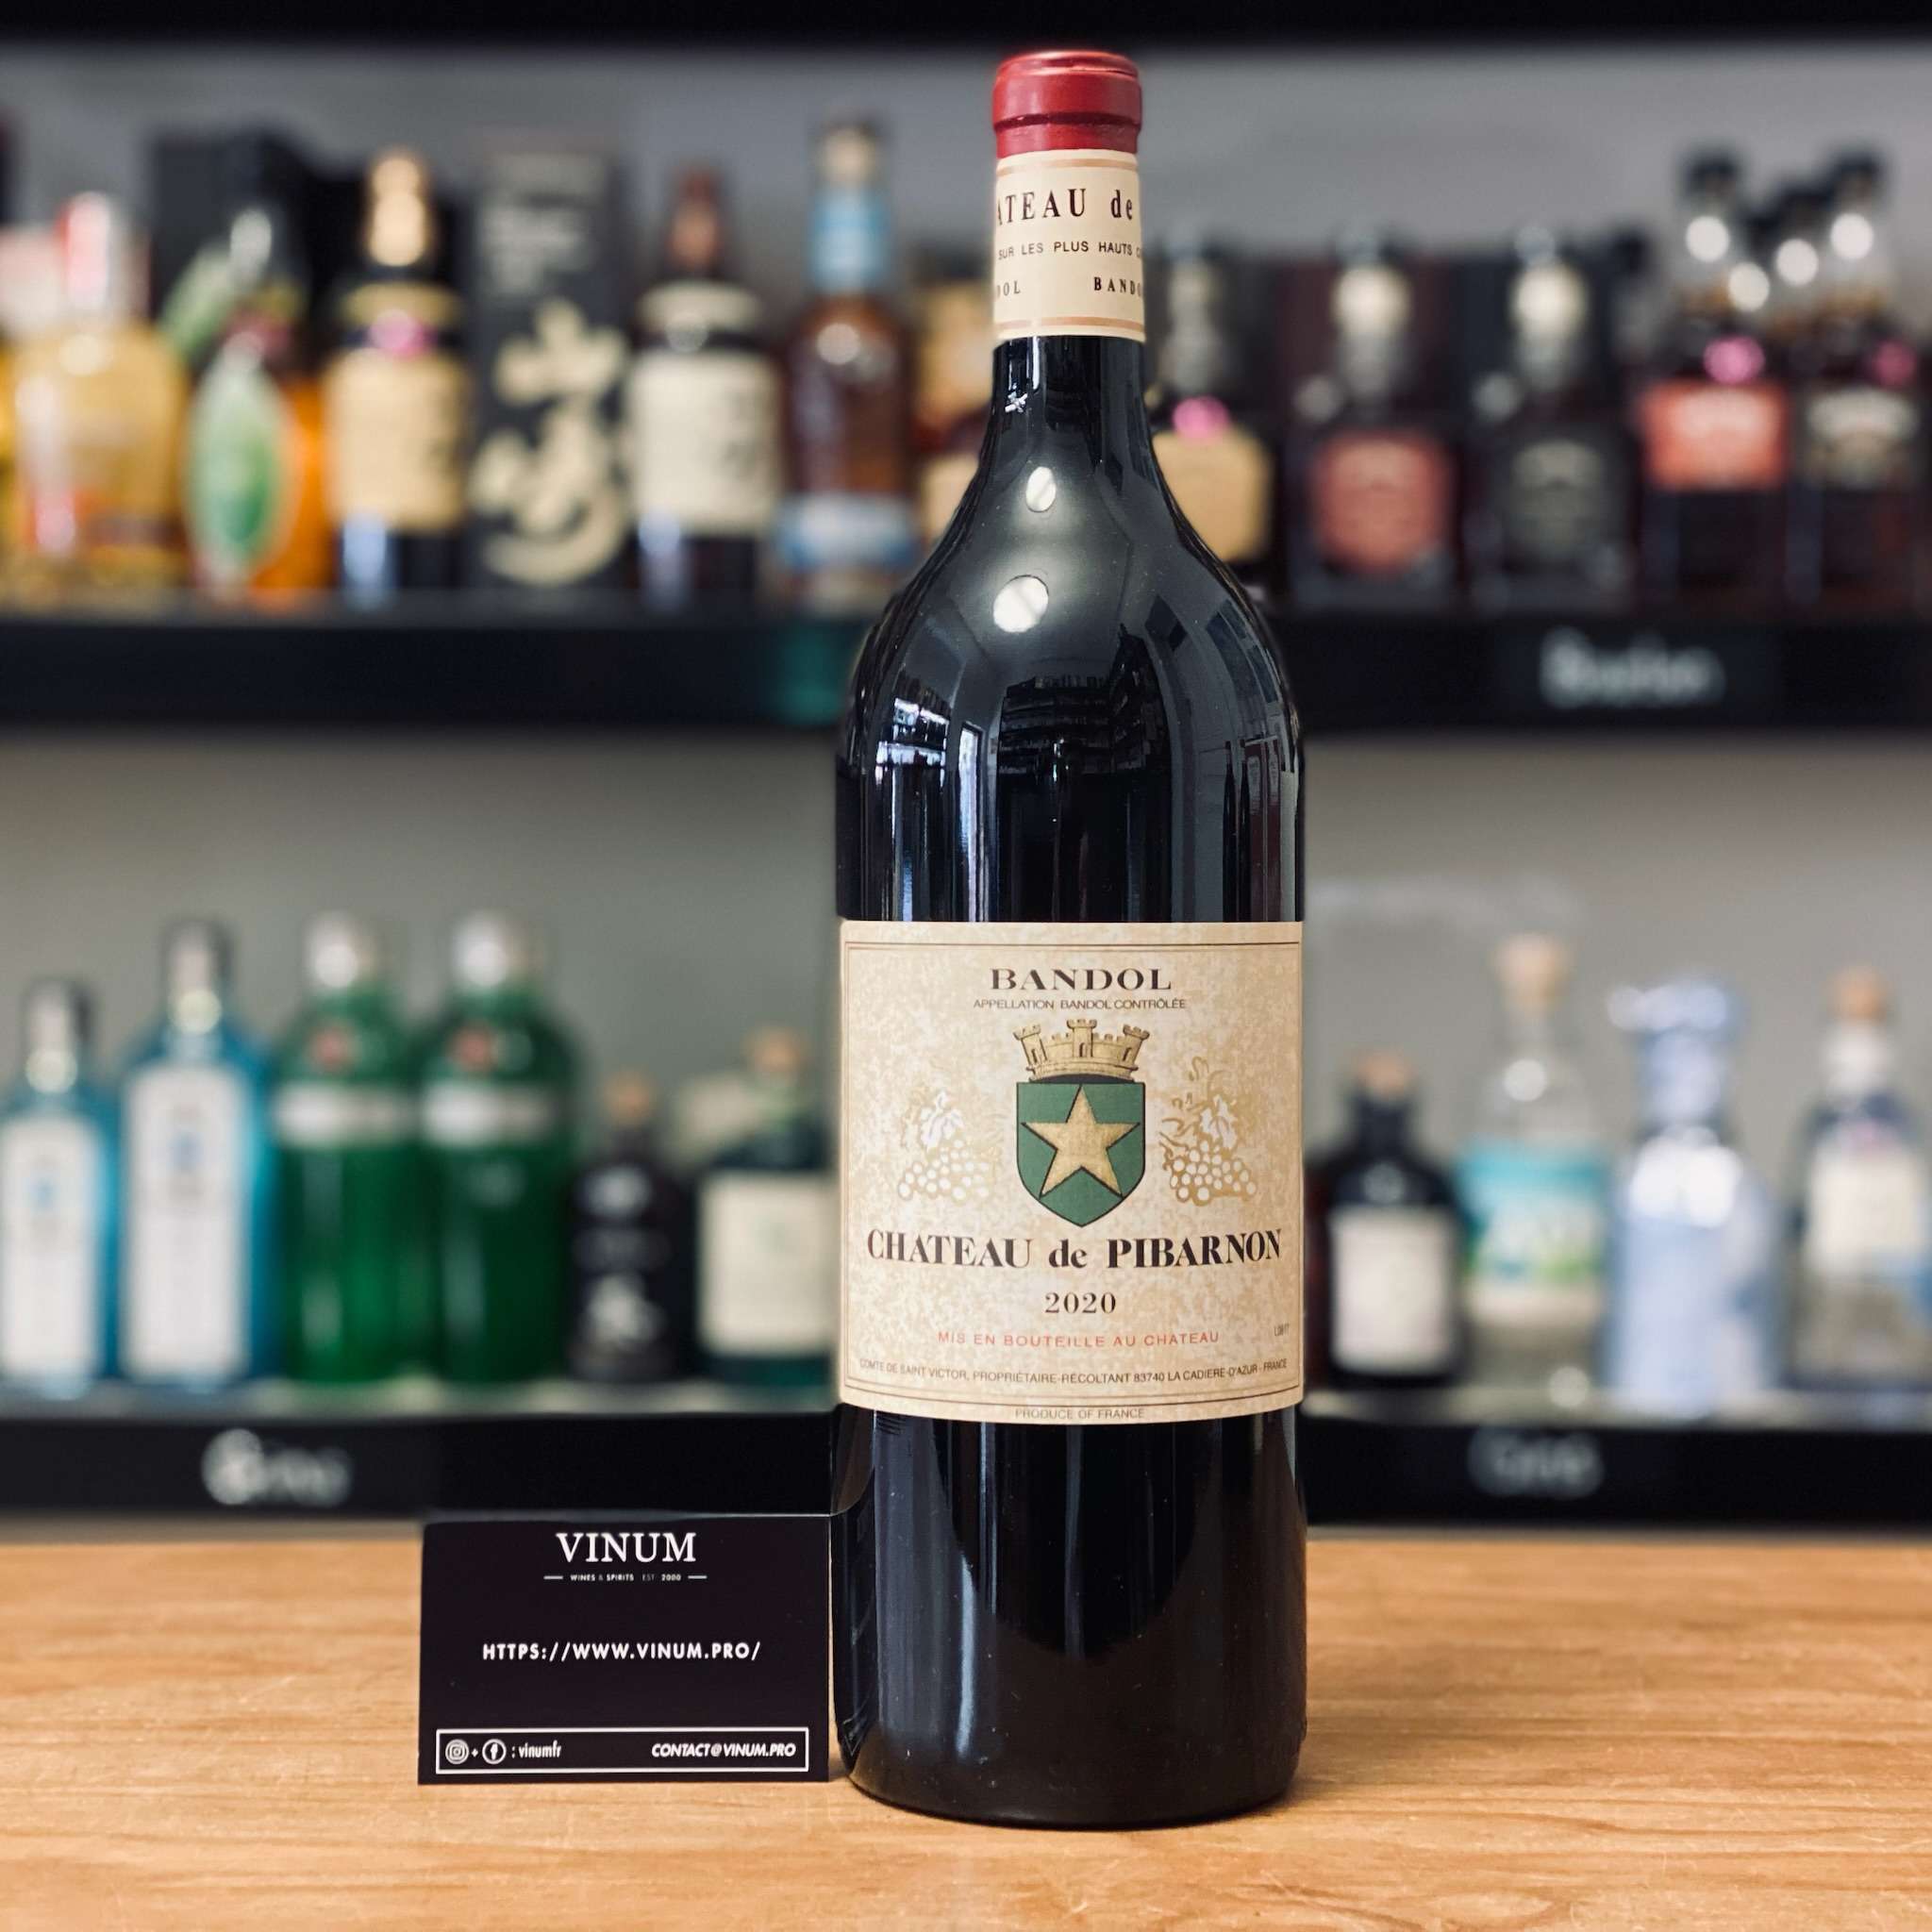 ATEAU de
SUR LES PLUS HAUTS
BANDOL
APPELLATION BANDOL CONTRÔLÉE
CHATEAU de PIBARNON
2020
MIS EN BOUTEILLE AU CHATEAU
COMTE DE SAINT VICTOR, PROPRIÉTAIRE-RÉCOLTANT 83740 LA CADIERE-D'AZUR - FRANCE
PRODUCE OF FRANCE
VINUM
WINES & SPIRITS EST 2000
HTTPS://WWW.VINUM.PRO/
+ : vinumfr CONTACT@VINUM.PRO